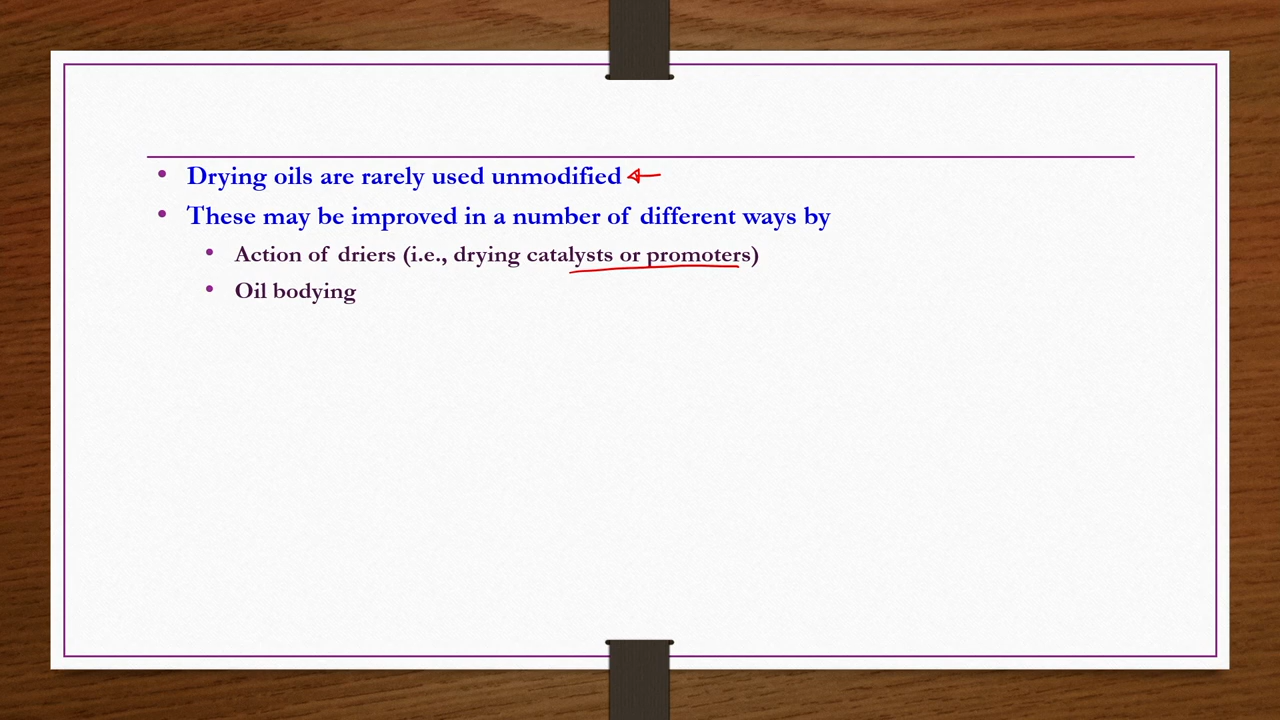 • Drying oils are rarely used unmodified
• These may be improved in a number of different ways by
• Action of driers (i.e., drying catalysts or promoters)
• Oil bodying